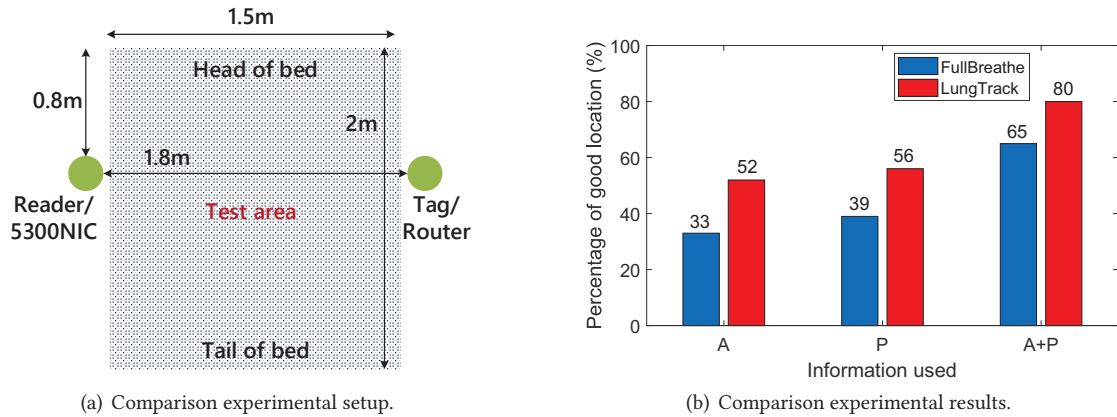 1.5m
Head of bed
0.8m
2m
1.8m
Reader/
5300NIC
Test area
Tag/
Router
Tail of bed
(a) Comparison experimental setup.
Percentage of good location (%)
100
80
60
40
20
0
FullBreathe
LungTrack
33
52
39
56
65
80
A
P
A+P
Information used
(b) Comparison experimental results.